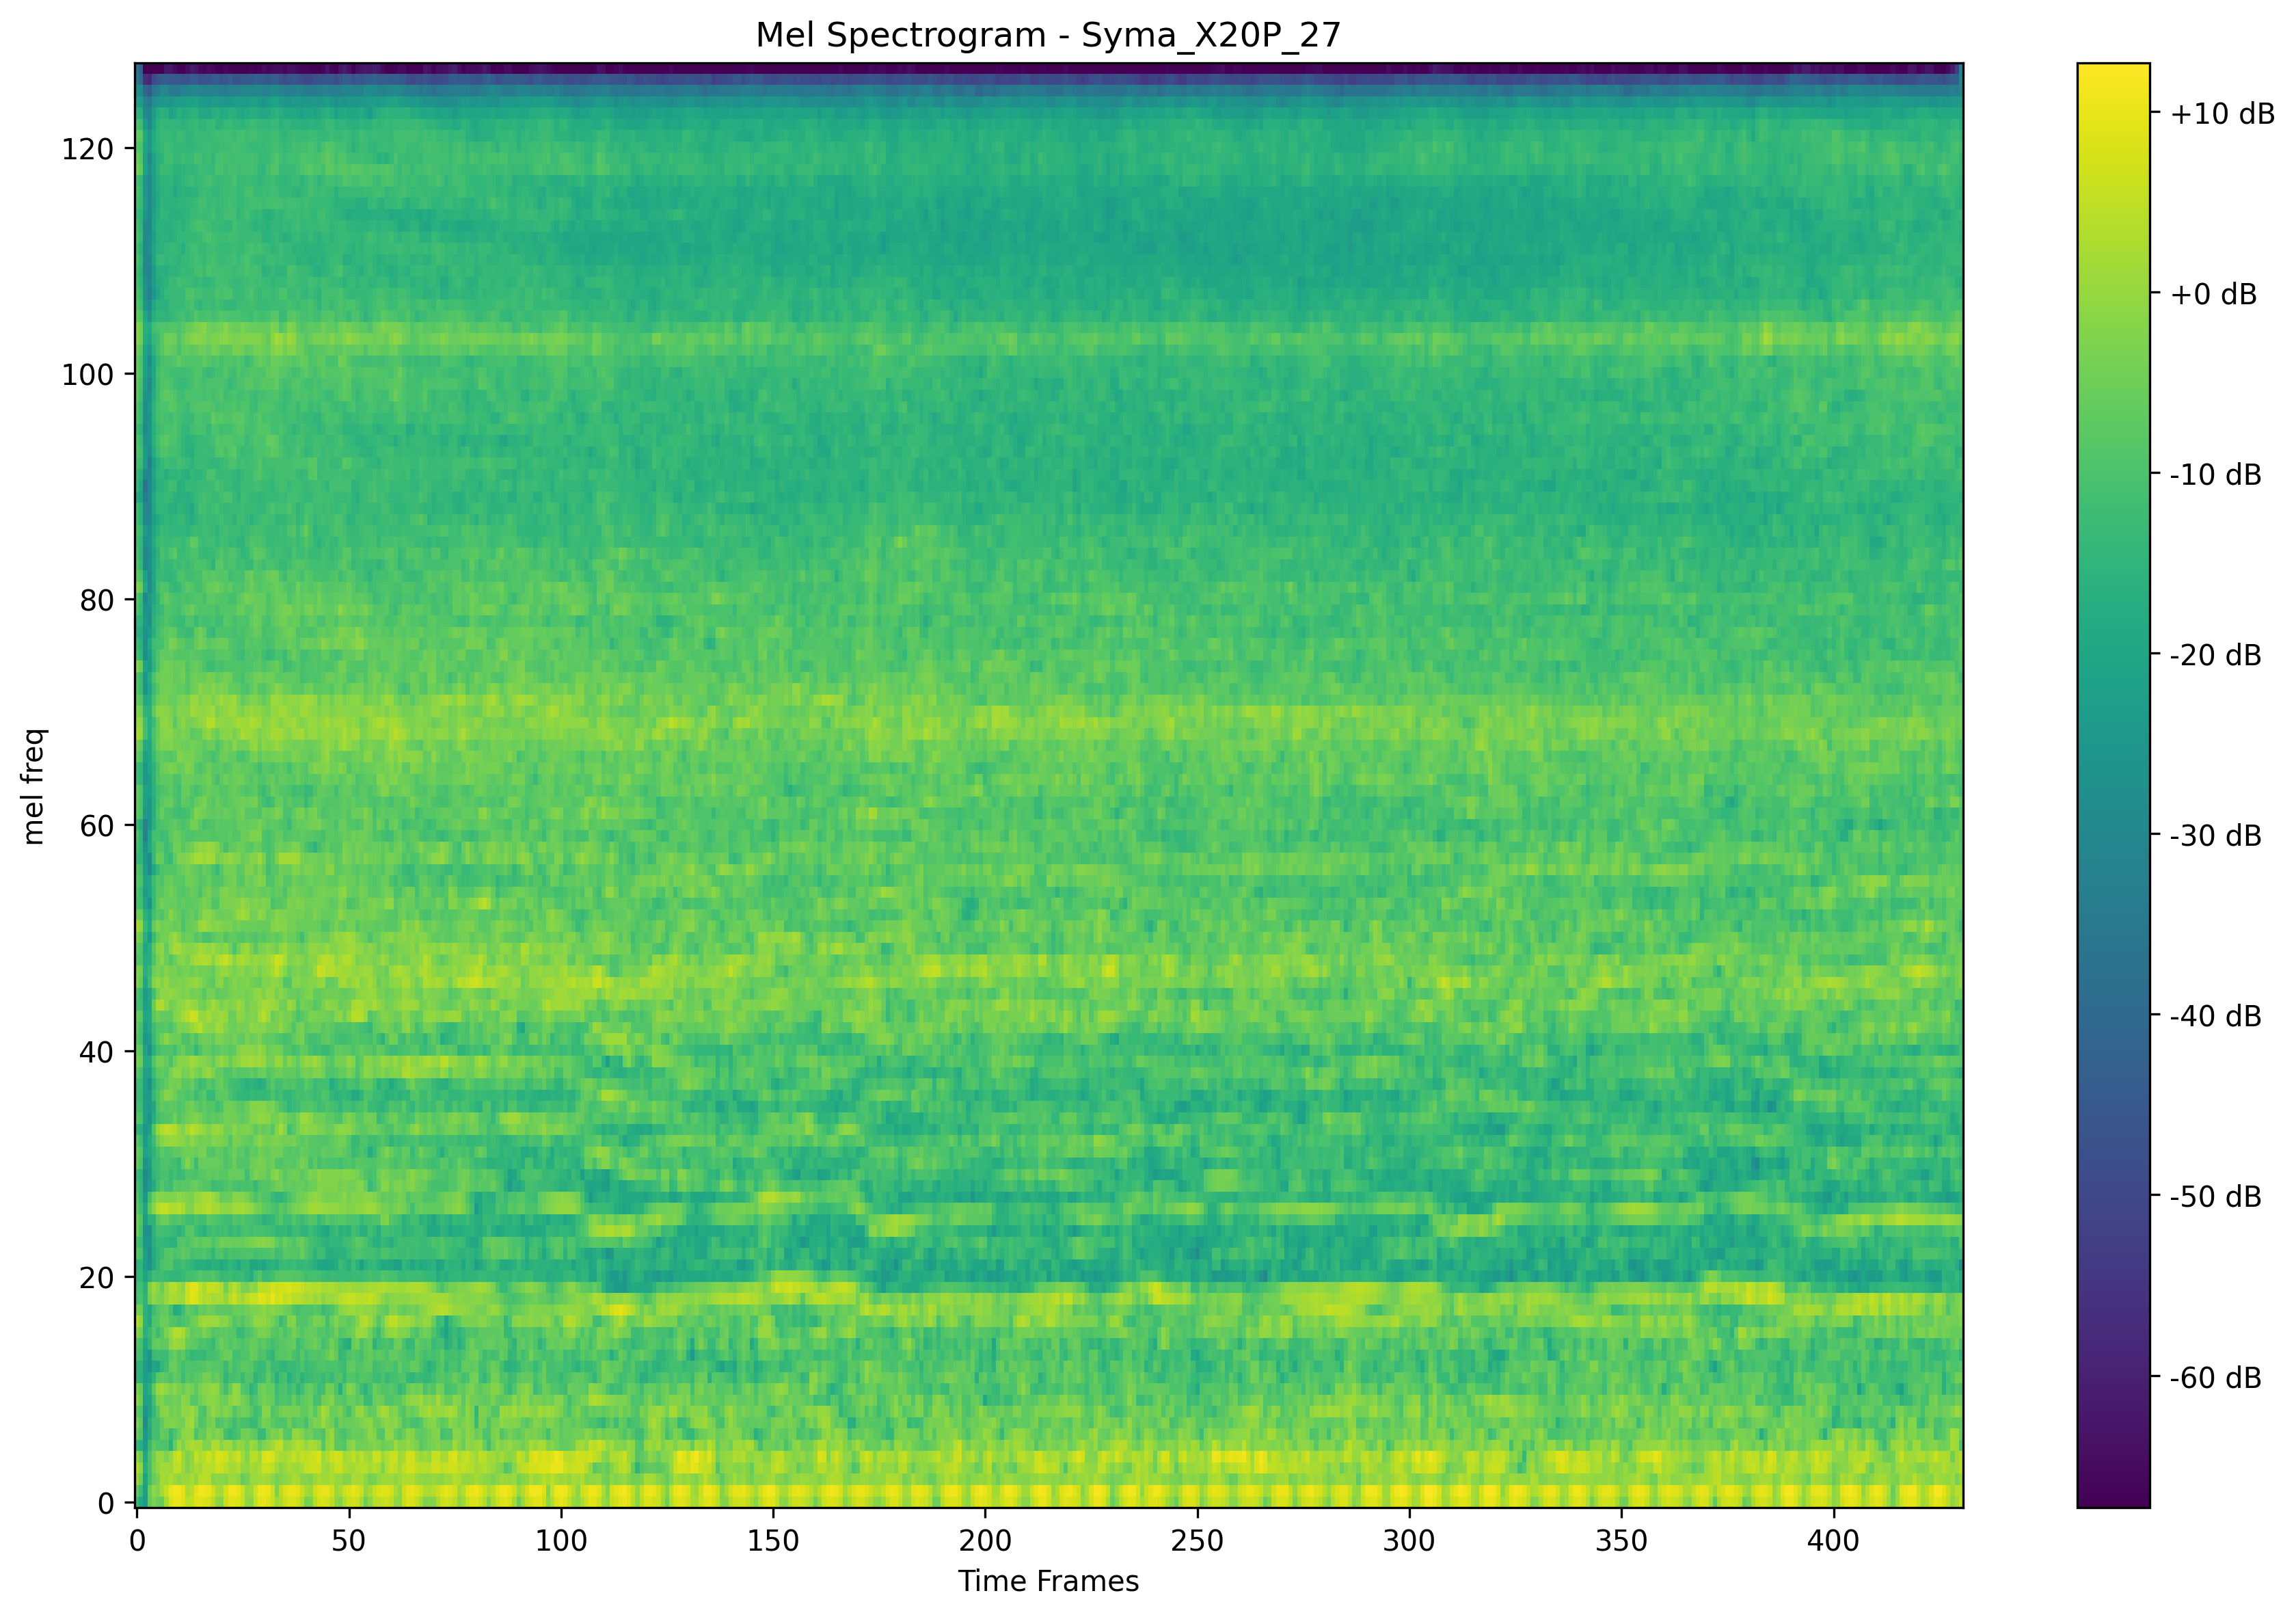 Mel Spectrogram - Syma_X20P_27
mel freq
120
100
80
60
40
20
0
0 50 100 150 200 250 300 350 400
Time Frames
+10 dB
+0 dB
-10 dB
-20 dB
-30 dB
-40 dB
-50 dB
-60 dB